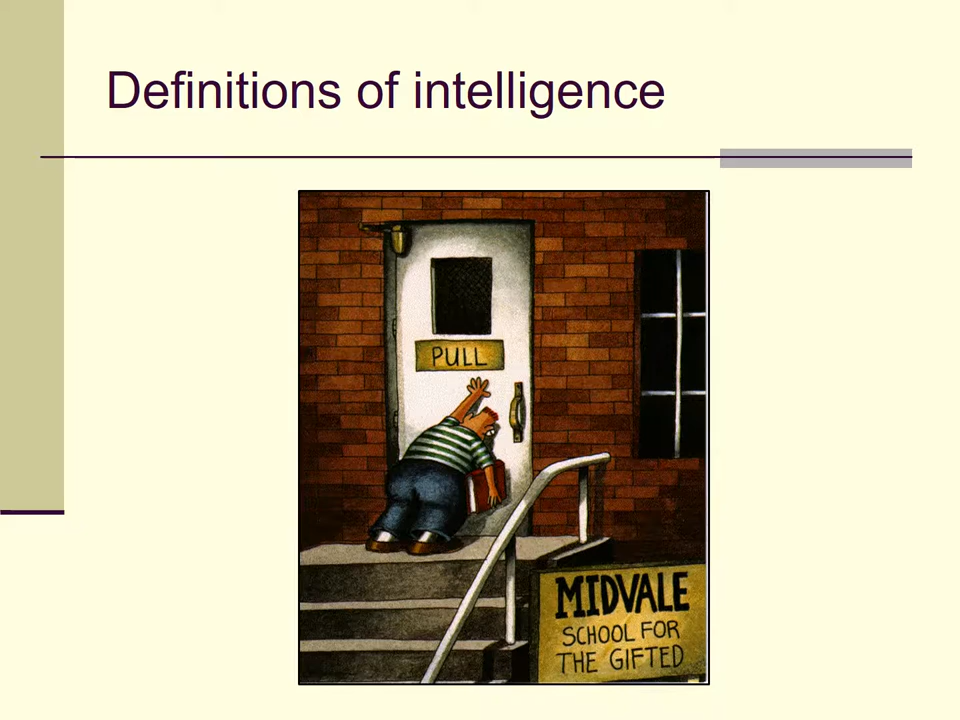 Definitions of intelligence
PULL
MIDVALE
SCHOOL FOR
THE GIFTED